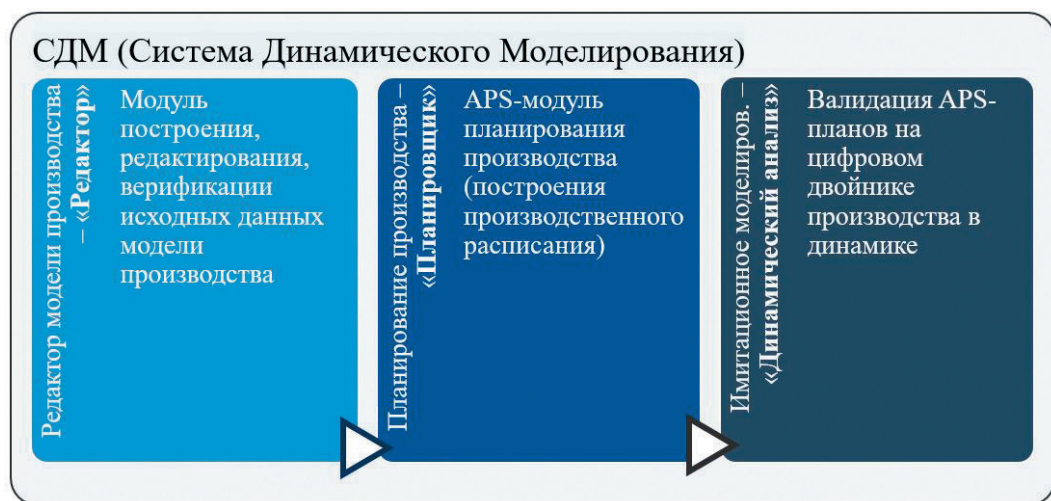 СДМ (Система Динамического Моделирования)
Редактор модели производства
– «Редактор»
Модуль
построения,
редактирования,
верификации
исходных данных
модели
производства
Планирование производства –
«Планировщик»
APS-модуль
планирования
производства
(построения
производственного
расписания)
Имитационное моделиров. –
«Динамический анализ»
Валидация APS-
планов на
цифровом
двойнике
производства в
динамике